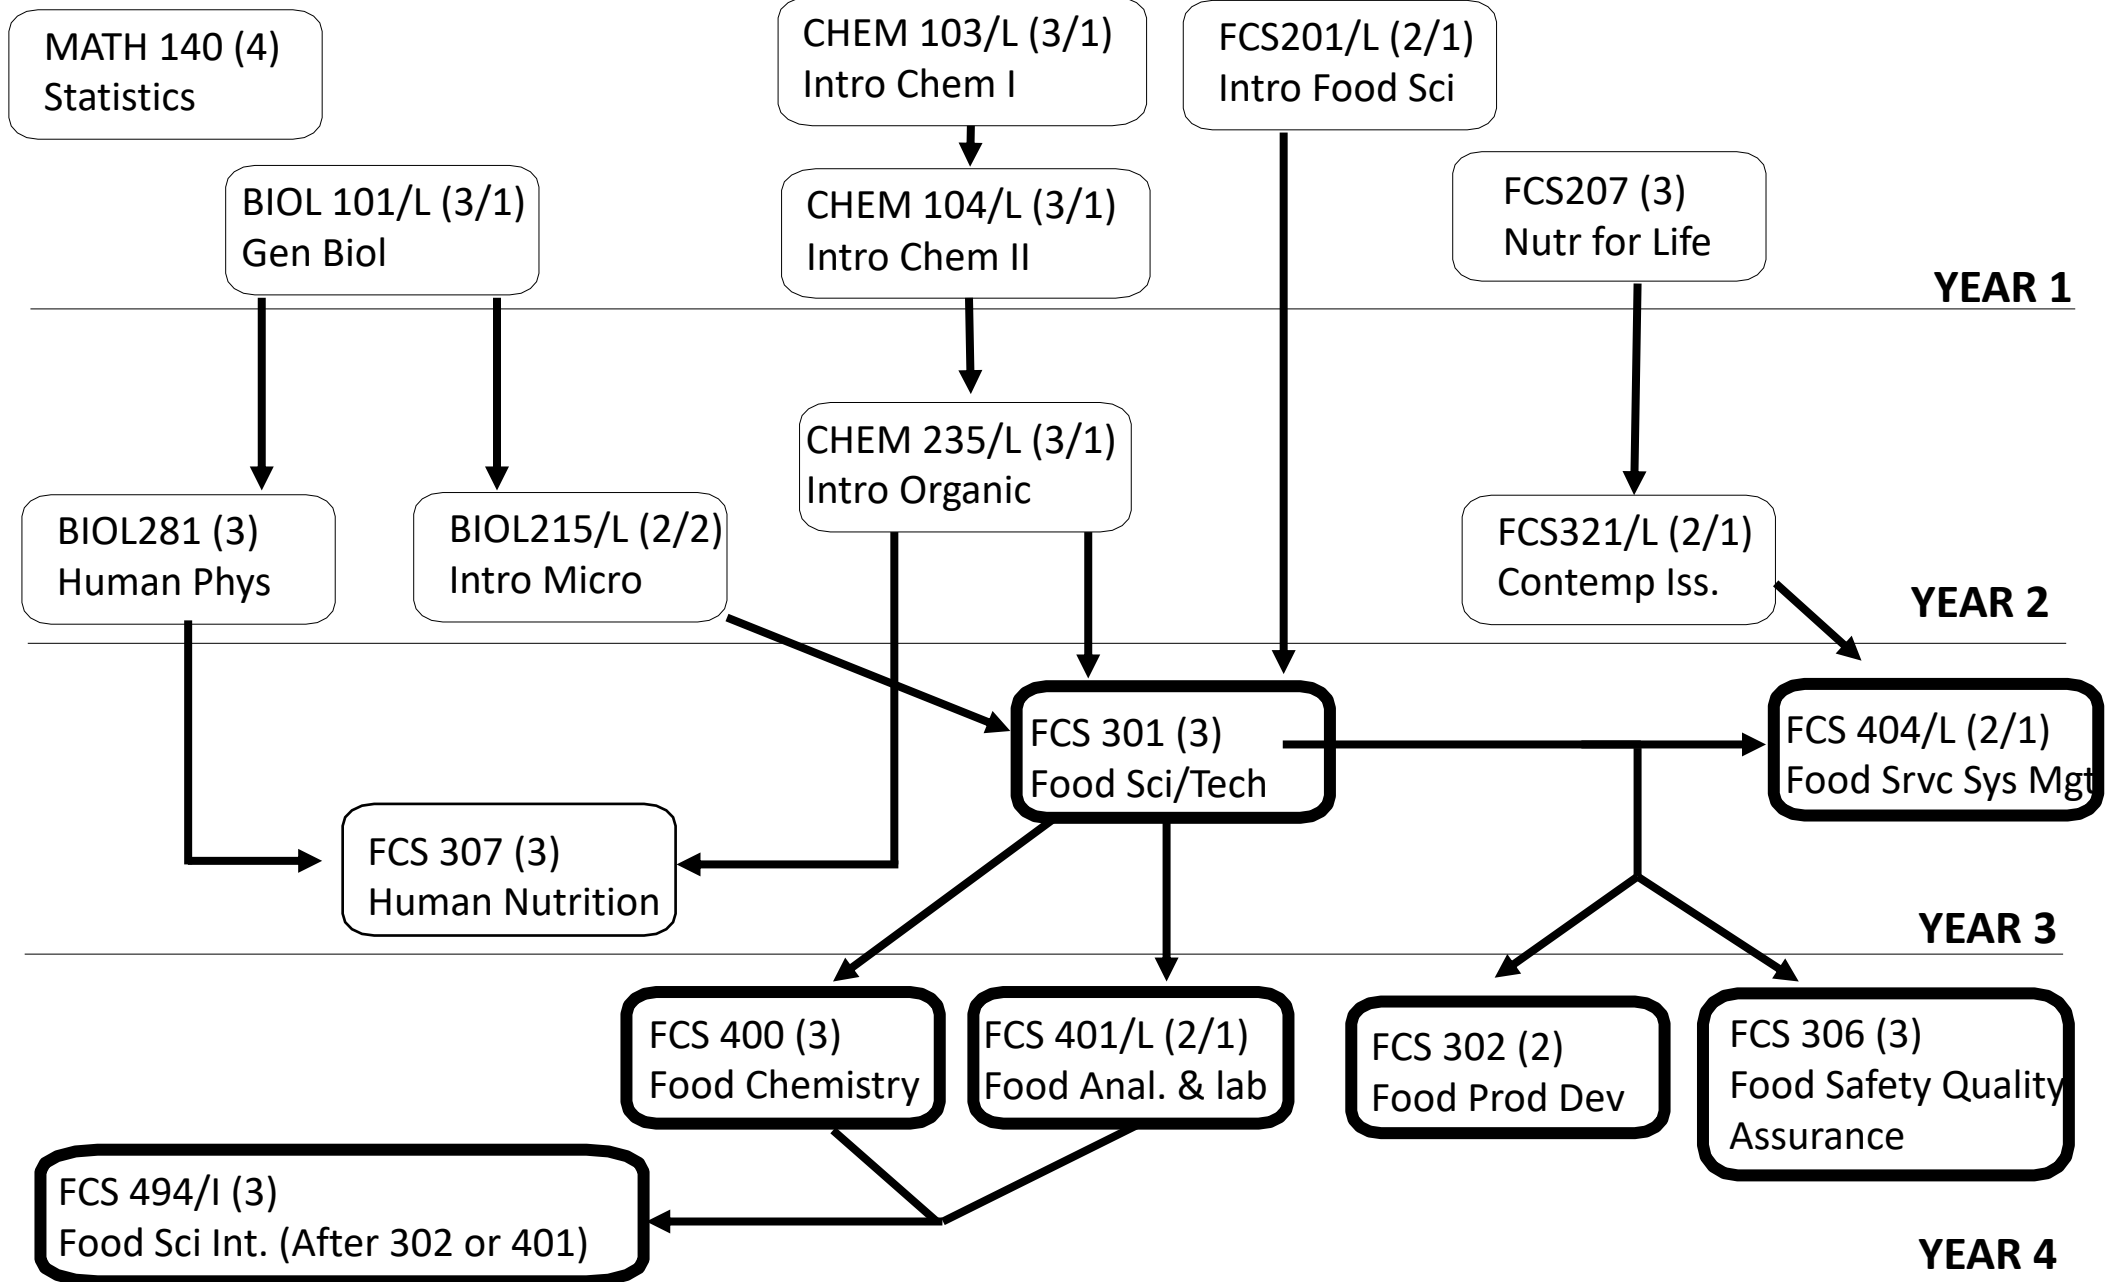 MATH 140 (4)
Statistics
CHEM 103/L (3/1)
Intro Chem I
FCS201/L (2/1)
Intro Food Sci
BIOL 101/L (3/1)
Gen Biol
CHEM 104/L (3/1)
Intro Chem II
FCS207 (3)
Nutr for Life
YEAR 1
CHEM 235/L (3/1)
Intro Organic
BIOL281 (3)
Human Phys
BIOL215/L (2/2)
Intro Micro
FCS321/L (2/1)
Contemp Iss.
YEAR 2
FCS 301 (3)
Food Sci/Tech
FCS 404/L (2/1)
Food Srvc Sys Mgt
FCS 307 (3)
Human Nutrition
YEAR 3
FCS 400 (3)
Food Chemistry
FCS 401/L (2/1)
Food Anal. & lab
FCS 302 (2)
Food Prod Dev
FCS 306 (3)
Food Safety Quality
Assurance
FCS 494/I (3)
Food Sci Int. (After 302 or 401)
YEAR 4